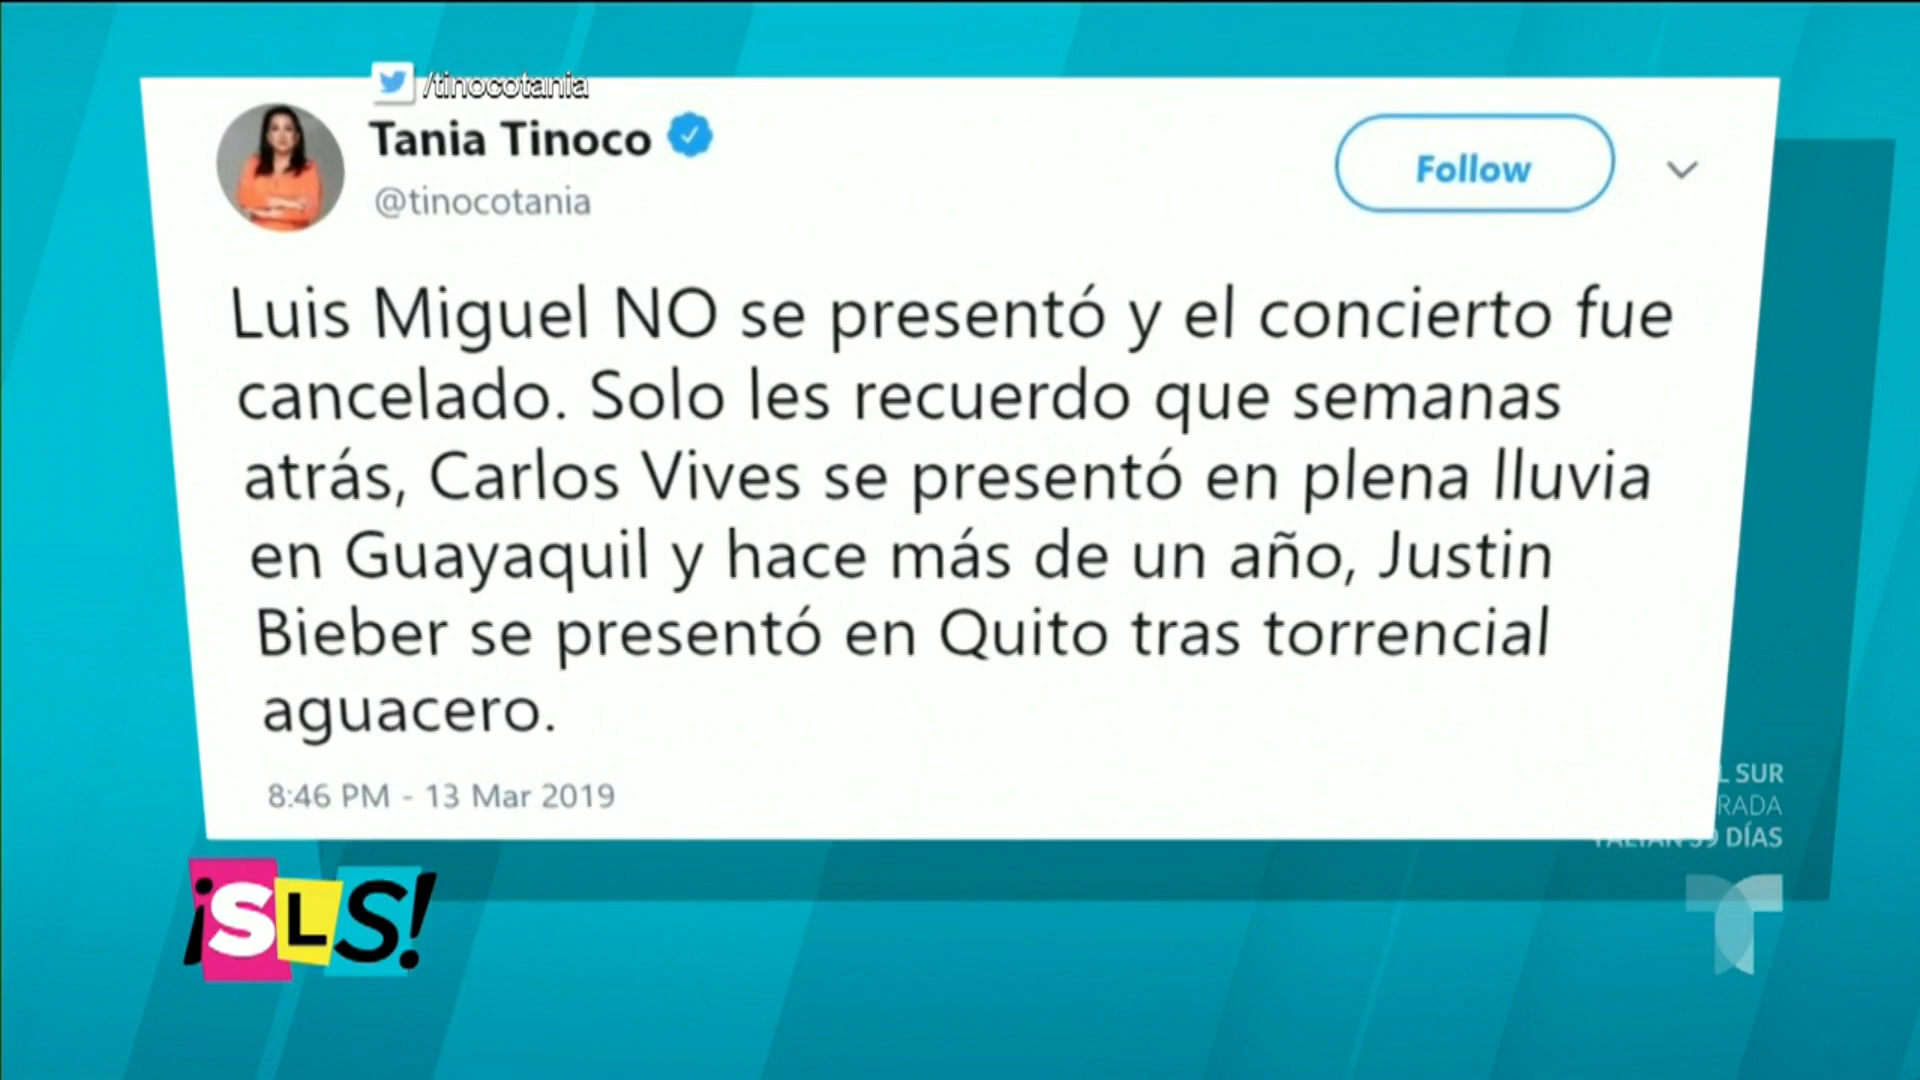 /tinocotania
Tania Tinoco
@tinocotania
Follow
Luis Miguel NO se presentó y el concierto fue
cancelado. Solo les recuerdo que semanas
atrás, Carlos Vives se presentó en plena lluvia
en Guayaquil y hace más de un año, Justin
Bieber se presentó en Quito tras torrencial
aguacero.
8:46 PM - 13 Mar 2019
L SUR
RADA
DÍAS
¡SLS!